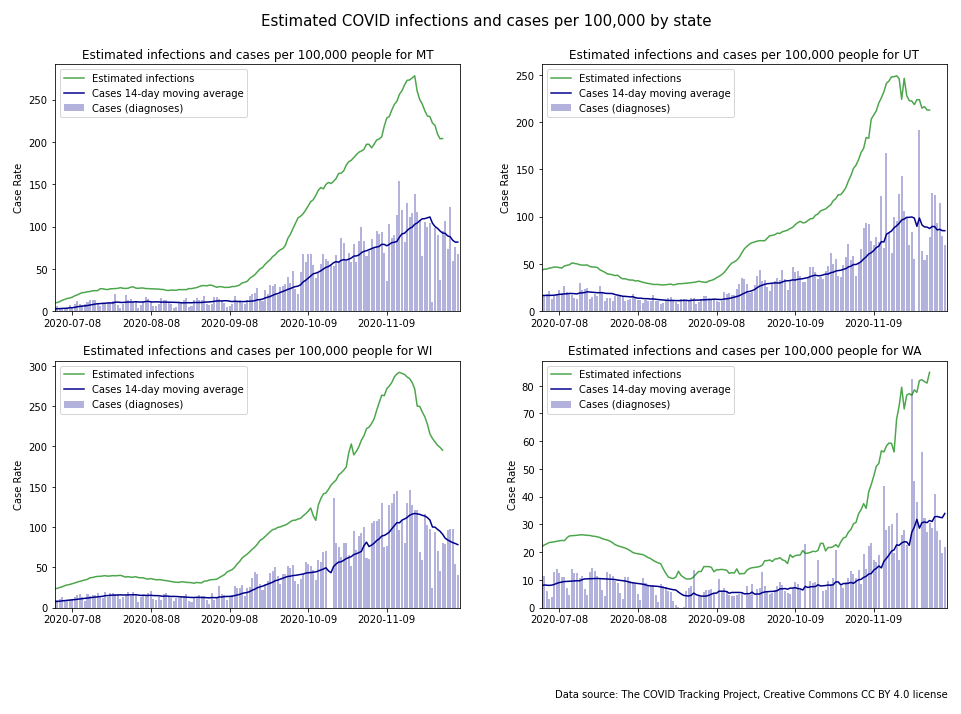 Estimated COVID infections and cases per 100,000 by state
Estimated infections and cases per 100,000 people for MT
Estimated infections
Cases 14-day moving average
Cases (diagnoses)
Case Rate
250
200
150
100
50
0
2020-07-08 2020-08-08 2020-09-08 2020-10-09 2020-11-09
Estimated infections and cases per 100,000 people for UT
Estimated infections
Cases 14-day moving average
Cases (diagnoses)
Case Rate
250
200
150
100
50
0
2020-07-08 2020-08-08 2020-09-08 2020-10-09 2020-11-09
Estimated infections and cases per 100,000 people for WI
Estimated infections
Cases 14-day moving average
Cases (diagnoses)
Case Rate
300
250
200
150
100
50
0
2020-07-08 2020-08-08 2020-09-08 2020-10-09 2020-11-09
Estimated infections and cases per 100,000 people for WA
Estimated infections
Cases 14-day moving average
Cases (diagnoses)
Case Rate
80
70
60
50
40
30
20
10
0
2020-07-08 2020-08-08 2020-09-08 2020-10-09 2020-11-09
Data source: The COVID Tracking Project, Creative Commons CC BY 4.0 license